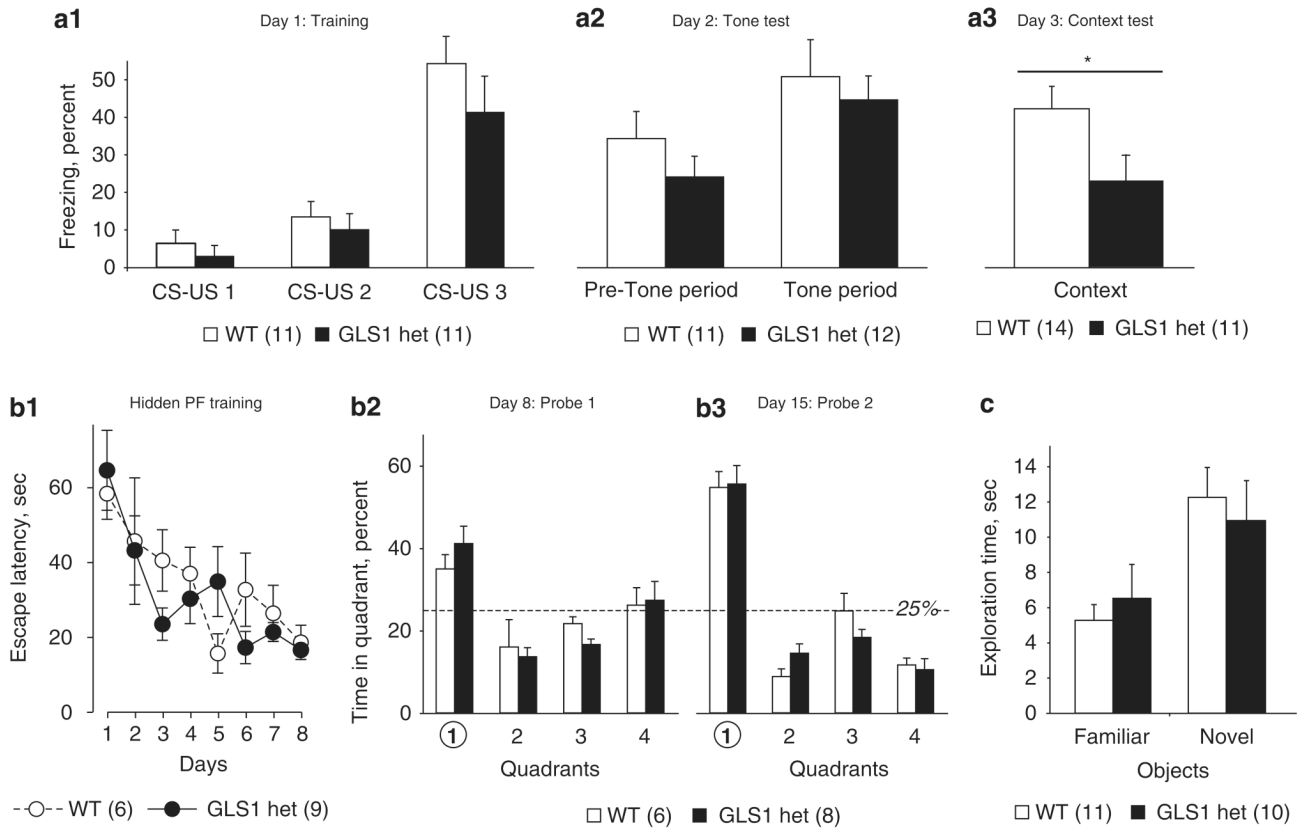 a1 Day 1: Training
Freezing, percent
50
40
30
20
10
0
CS-US 1 CS-US 2 CS-US 3
WT (11) GLS1 het (11)
a2 Day 2: Tone test
Pre-Tone period Tone period
WT (11) GLS1 het (12)
a3 Day 3: Context test
*
Context
WT (14) GLS1 het (11)
b1 Hidden PF training
Escape latency, sec
60
40
20
0
1 2 3 4 5 6 7 8
Days
WT (6) GLS1 het (9)
b2 Day 8: Probe 1
Time in quadrant, percent
60
40
20
0
1 2 3 4
Quadrants
b3 Day 15: Probe 2
25%
1 2 3 4
Quadrants
WT (6) GLS1 het (8)
c
Exploration time, sec
14
12
10
8
6
4
2
0
Familiar Novel
Objects
WT (11) GLS1 het (10)